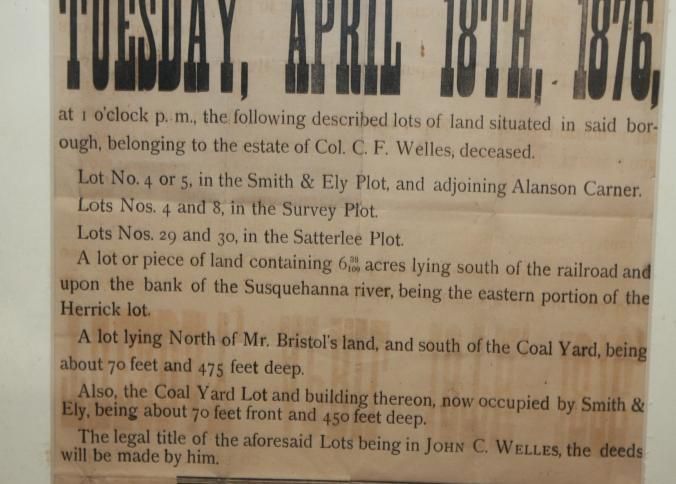 TUESDAY, APRIL 18TH, 1876,
at 1 o'clock p. m., the following described lots of land situated in said bor-
ough, belonging to the estate of Col. C. F. Welles, deceased.
Lot No. 4 or 5, in the Smith & Ely Plot, and adjoining Alanson Carner.
Lots Nos. 4 and 8, in the Survey Plot.
Lots Nos. 29 and 30, in the Satterlee Plot.
A lot or piece of land containing 6 acres lying south of the railroad and
upon the bank of the Susquehanna river, being the eastern portion of the
Herrick lot.
A lot lying North of Mr. Bristol's land, and south of the Coal Yard, being
about 70 feet and 475 feet deep.
Also, the Coal Yard Lot and building thereon, now occupied by Smith &
Ely, being about 70 feet front and 450 feet deep.
The legal title of the aforesaid Lots being in JOHN C. WELLES, the deeds
will be made by him.